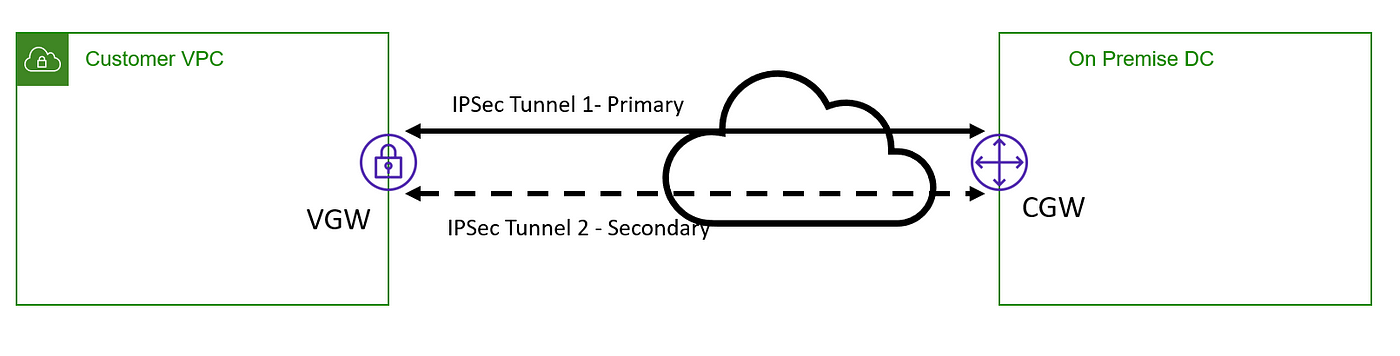 Customer VPC
On Premise DC
IPSec Tunnel 1- Primary
VGW
CGW
IPSec Tunnel 2 - Secondary